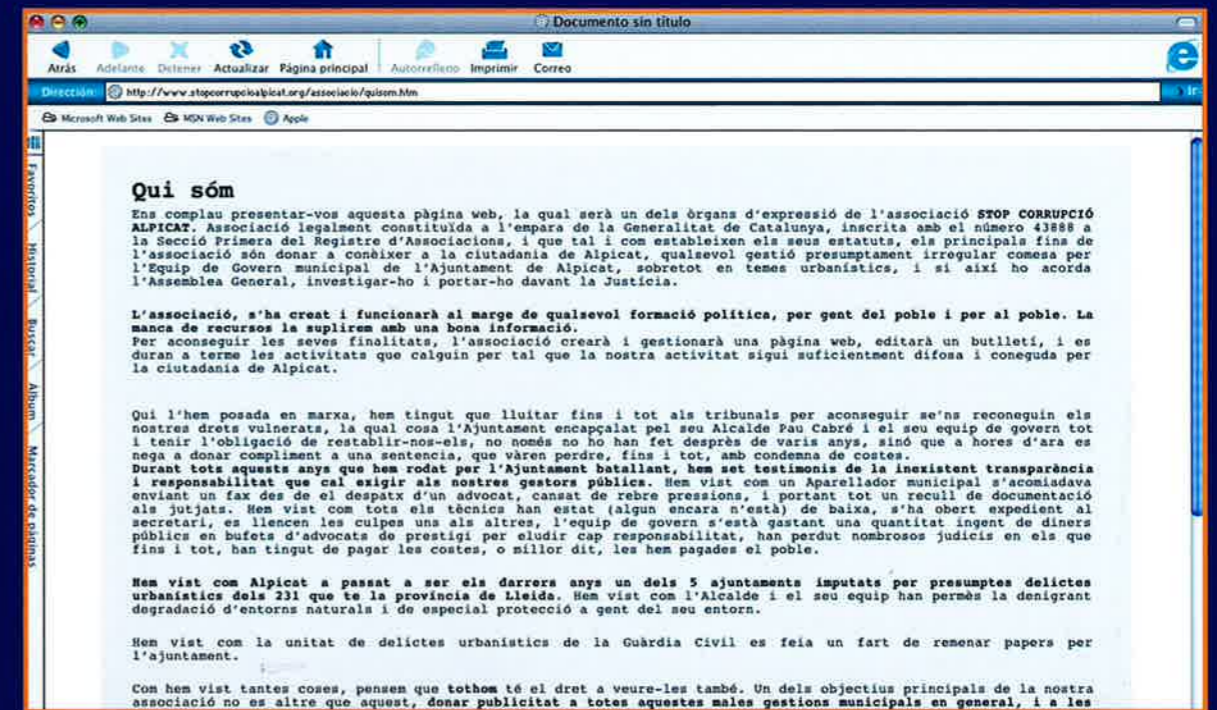 Documento sin título
Atrás Adelante Detener Actualizar Página principal Autorrelleno Imprimir Correo
Dirección: http://www.stopcorrupcioalpicat.org/associacio/quisom.htm Ir
Microsoft Web Sites MSN Web Sites Apple
Favoritos
Historial
Buscar
Álbum
Marcador de páginas
Qui sóm
Ens complau presentar-vos aquesta pàgina web, la qual serà un dels òrgans d'expressió de l'associació STOP CORRUPCIÓ
ALPICAT. Associació legalment constituïda a l'empara de la Generalitat de Catalunya, inscrita amb el número 43888 a
la Secció Primera del Registre d'Associacions, i que tal i com estableixen els seus estatuts, els principals fins de
l'associació són donar a conèixer a la ciutadania de Alpicat, qualsevol gestió presumptament irregular comesa per
l'Equip de Govern municipal de l'Ajuntament de Alpicat, sobretot en temes urbanístics, i si així ho acorda
l'Assemblea General, investigar-ho i portar-ho davant la Justícia.
L'associació, s'ha creat i funcionarà al marge de qualsevol formació política, per gent del poble i per al poble. La
manca de recursos la suplirem amb una bona informació.
Per aconseguir les seves finalitats, l'associació crearà i gestionarà una pàgina web, editarà un butlletí, i es
duran a terme les activitats que calguin per tal que la nostra activitat sigui suficientment difosa i coneguda per
la ciutadania de Alpicat.
Qui l'hem posada en marxa, hem tingut que lluitar fins i tot als tribunals per aconseguir se'ns reconeguin els
nostres drets vulnerats, la qual cosa l'Ajuntament encapçalat pel seu Alcalde Pau Cabré i el seu equip de govern tot
i tenir l'obligació de restablir-nos-els, no només no ho han fet desprès de varis anys, sinó que a hores d'ara es
nega a donar compliment a una sentencia, que vàren perdre, fins i tot, amb condemna de costes.
Durant tots aquests anys que hem rodat per l'Ajuntament batallant, hem set testimonis de la inexistent transparència
i responsabilitat que cal exigir als nostres gestors públics. Hem vist com un Aparellador municipal s'acomiadava
enviant un fax des de el despatx d'un advocat, cansat de rebre pressions, i portant tot un recull de documentació
als jutjats. Hem vist com tots els tècnics han estat (algun encara n'està) de baixa, s'ha obert expedient al
secretari, es llencen les culpes uns als altres, l'equip de govern s'està gastant una quantitat ingent de diners
públics en bufets d'advocats de prestigi per eludir cap responsabilitat, han perdut nombrosos judicis en els que
fins i tot, han tingut de pagar les costes, o millor dit, les hem pagades el poble.
Hem vist com Alpicat a passat a ser els darrers anys un dels 5 ajuntaments imputats per presumptes delictes
urbanístics dels 231 que te la província de Lleida. Hem vist com l'Alcalde i el seu equip han permès la denigrant
degradació d'entorns naturals i de especial protecció a gent del seu entorn.
Hem vist com la unitat de delictes urbanístics de la Guàrdia Civil es feia un fart de remenar papers per
l'ajuntament.
Com hem vist tantes coses, pensem que tothom té el dret a veure-les també. Un dels objectius principals de la nostra
associació no es altre que aquest, donar publicitat a totes aquestes males gestions municipals en general, i a les